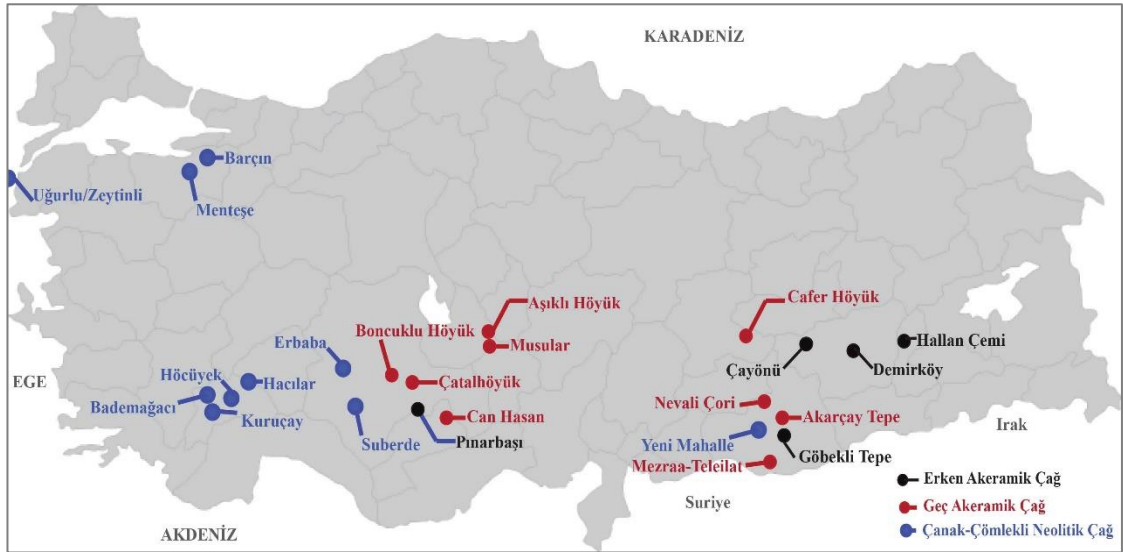 KARADENİZ
Barçın
Uğurlu/Zeytinli
Menteşe
Aşıklı Höyük
Cafer Höyük
Boncuklu Höyük
Musular
Hallan Çemi
Erbaba
Çayönü
Demirköy
EGE
Höcüyek
Hacılar
Çatalhöyük
Bademağacı
Kuruçay
Nevali Çori
Can Hasan
Akarçay Tepe
Suberde
Pınarbaşı
Yeni Mahalle
Irak
Göbekli Tepe
Mezraa-Teleilat
Erken Akeramik Çağ
Suriye
Geç Akeramik Çağ
AKDENİZ
Çanak-Çömlekli Neolitik Çağ